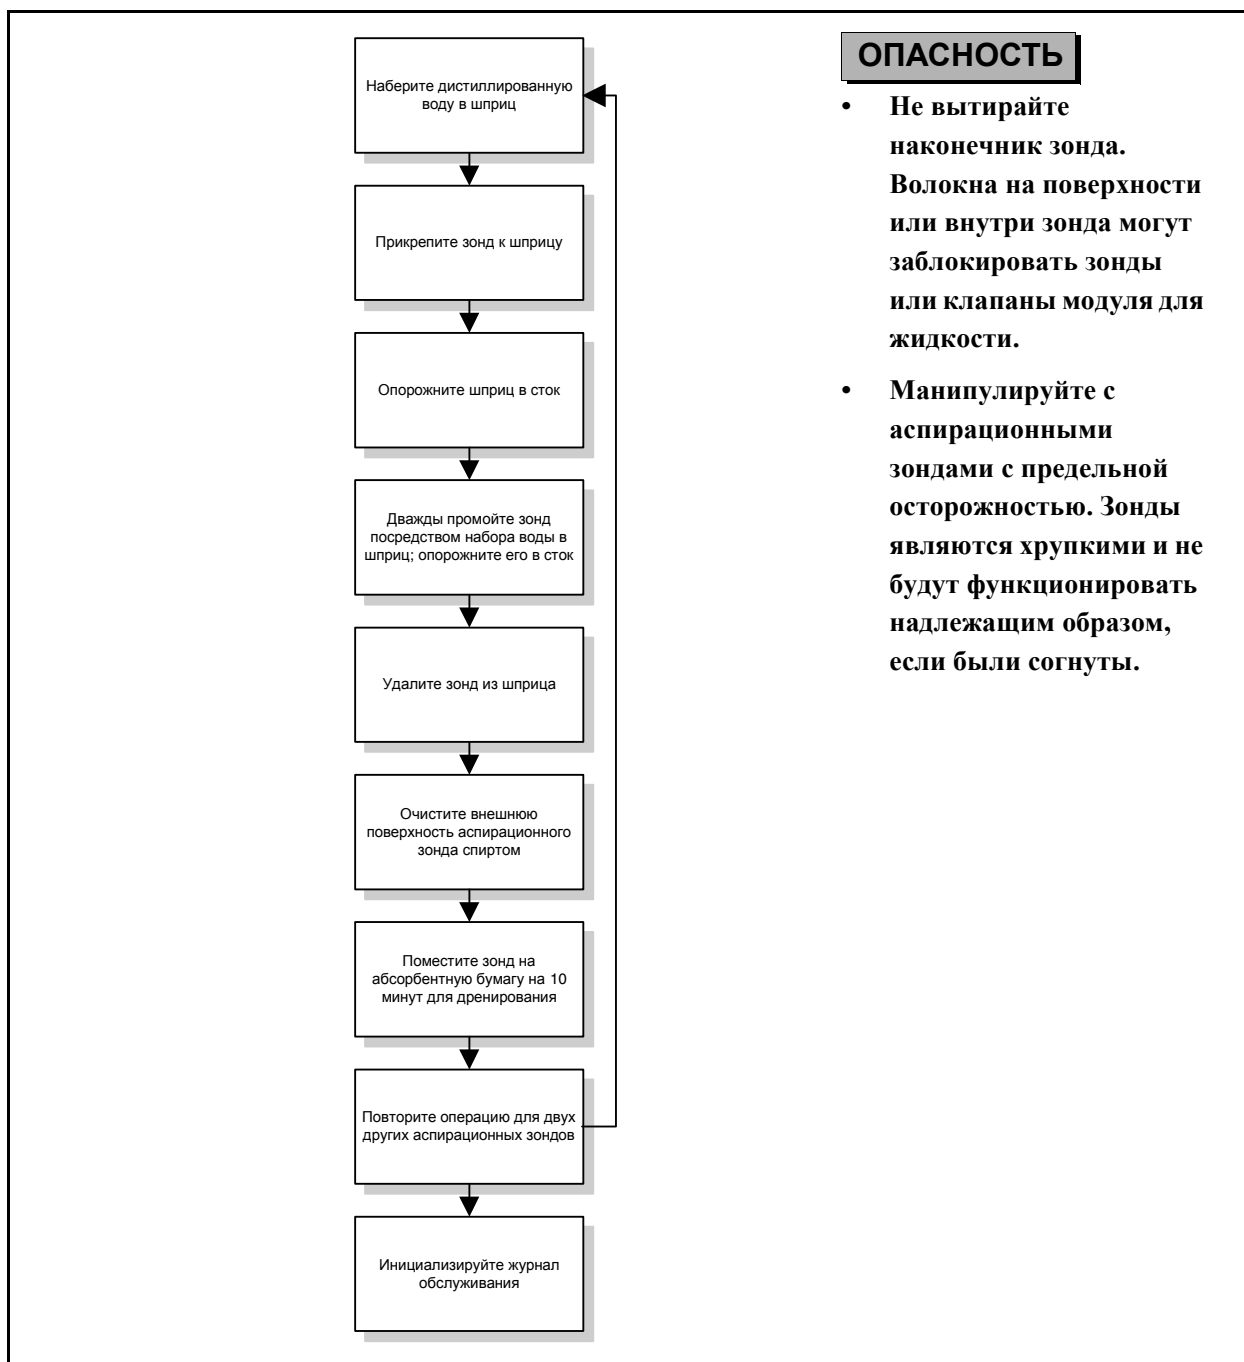 Наберите дистиллированную
воду в шприц
Прикрепите зонд к шприцу
Опорожните шприц в сток
Дважды промойте зонд
посредством набора воды в
шприц; опорожните его в сток
Удалите зонд из шприца
Очистите внешнюю
поверхность аспирационного
зонда спиртом
Поместите зонд на
абсорбентную бумагу на 10
минут для дренирования
Повторите операцию для двух
других аспирационных зондов
Инициализируйте журнал
обслуживания
ОПАСНОСТЬ
• Не вытирайте
наконечник зонда.
Волокна на поверхности
или внутри зонда могут
заблокировать зонды
или клапаны модуля для
жидкости.
• Манипулируйте с
аспирационными
зондами с предельной
осторожностью. Зонды
являются хрупкими и не
будут функционировать
надлежащим образом,
если были согнуты.